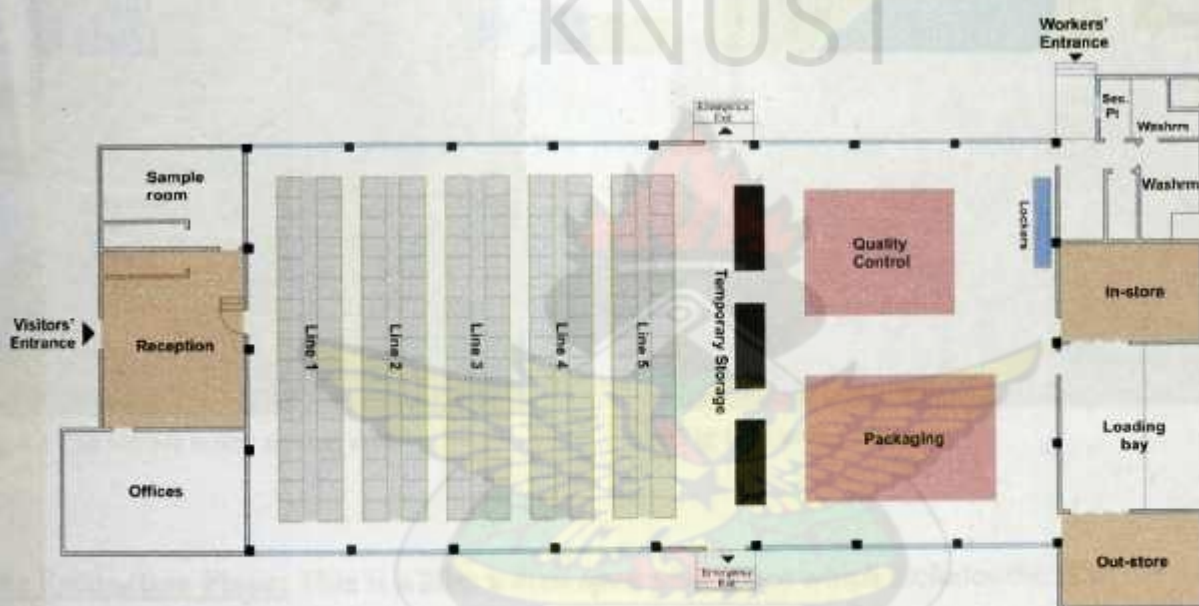 KNUST
Workers'
Entrance
Emergency
Exit
Sec.
Pt
Washrm
Sample
room
Washrm
Lockers
Quality
Control
In-store
Visitors'
Entrance
Reception
Line 1
Line 2
Line 3
Line 4
Line 5
Temporary Storage
Packaging
Loading
bay
Offices
Out-store
Emergency
Exit
This is a